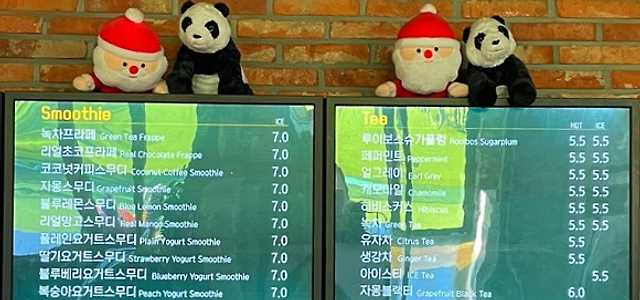 Smoothie
ICE
녹차프라페 Green Tea Frappe 7.0
리얼초코프라페 Real Chocolate Frappe 7.0
코코넛커피스무디 Coconut Coffee Smoothie 7.0
자몽스무디 Grapefruit Smoothie 7.0
블루레몬스무디 Blue Lemon Smoothie 7.0
리얼망고스무디 Real Mango Smoothie 7.0
플레인요거트스무디 Plain Yogurt Smoothie 7.0
딸기요거트스무디 Strawberry Yogurt Smoothie 7.0
블루베리요거트스무디 Blueberry Yogurt Smoothie 7.0
복숭아요거트스무디 Peach Yogurt Smoothie 7.0
Tea
HOT ICE
루이보스슈가플럼 Rooibos Sugarplum 5.5 5.5
페퍼민트 Peppermint 5.5 5.5
얼그레이 Earl Grey 5.5 5.5
캐모마일 Chamomile 5.5 5.5
히비스커스 Hibiscus 5.5 5.5
녹차 Green Tea 5.5 5.5
유자차 Citrus Tea 5.5
생강차 Ginger Tea 5.5
아이스티 ICE Tea 5.5
자몽블랙티 Grapefruit Black Tea 6.0